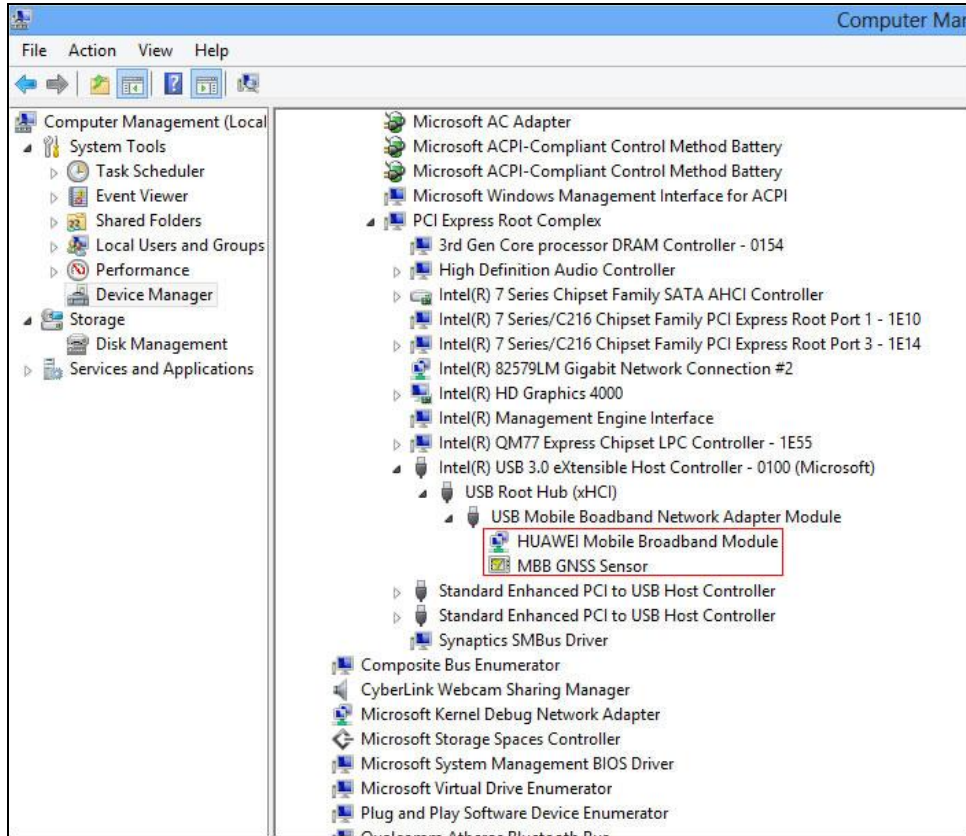 Computer Mar
File Action View Help
Computer Management (Local
System Tools
Task Scheduler
Event Viewer
Shared Folders
Local Users and Groups
Performance
Device Manager
Storage
Disk Management
Services and Applications
Microsoft AC Adapter
Microsoft ACPI-Compliant Control Method Battery
Microsoft ACPI-Compliant Control Method Battery
Microsoft Windows Management Interface for ACPI
PCI Express Root Complex
3rd Gen Core processor DRAM Controller - 0154
High Definition Audio Controller
Intel(R) 7 Series Chipset Family SATA AHCI Controller
Intel(R) 7 Series/C216 Chipset Family PCI Express Root Port 1 - 1E10
Intel(R) 7 Series/C216 Chipset Family PCI Express Root Port 3 - 1E14
Intel(R) 82579LM Gigabit Network Connection #2
Intel(R) HD Graphics 4000
Intel(R) Management Engine Interface
Intel(R) QM77 Express Chipset LPC Controller - 1E55
Intel(R) USB 3.0 eXtensible Host Controller - 0100 (Microsoft)
USB Root Hub (xHCI)
USB Mobile Boadband Network Adapter Module
HUAWEI Mobile Broadband Module
MBB GNSS Sensor
Standard Enhanced PCI to USB Host Controller
Standard Enhanced PCI to USB Host Controller
Synaptics SMBus Driver
Composite Bus Enumerator
CyberLink Webcam Sharing Manager
Microsoft Kernel Debug Network Adapter
Microsoft Storage Spaces Controller
Microsoft System Management BIOS Driver
Microsoft Virtual Drive Enumerator
Plug and Play Software Device Enumerator
Qualcomm Atheros Bluetooth Bus